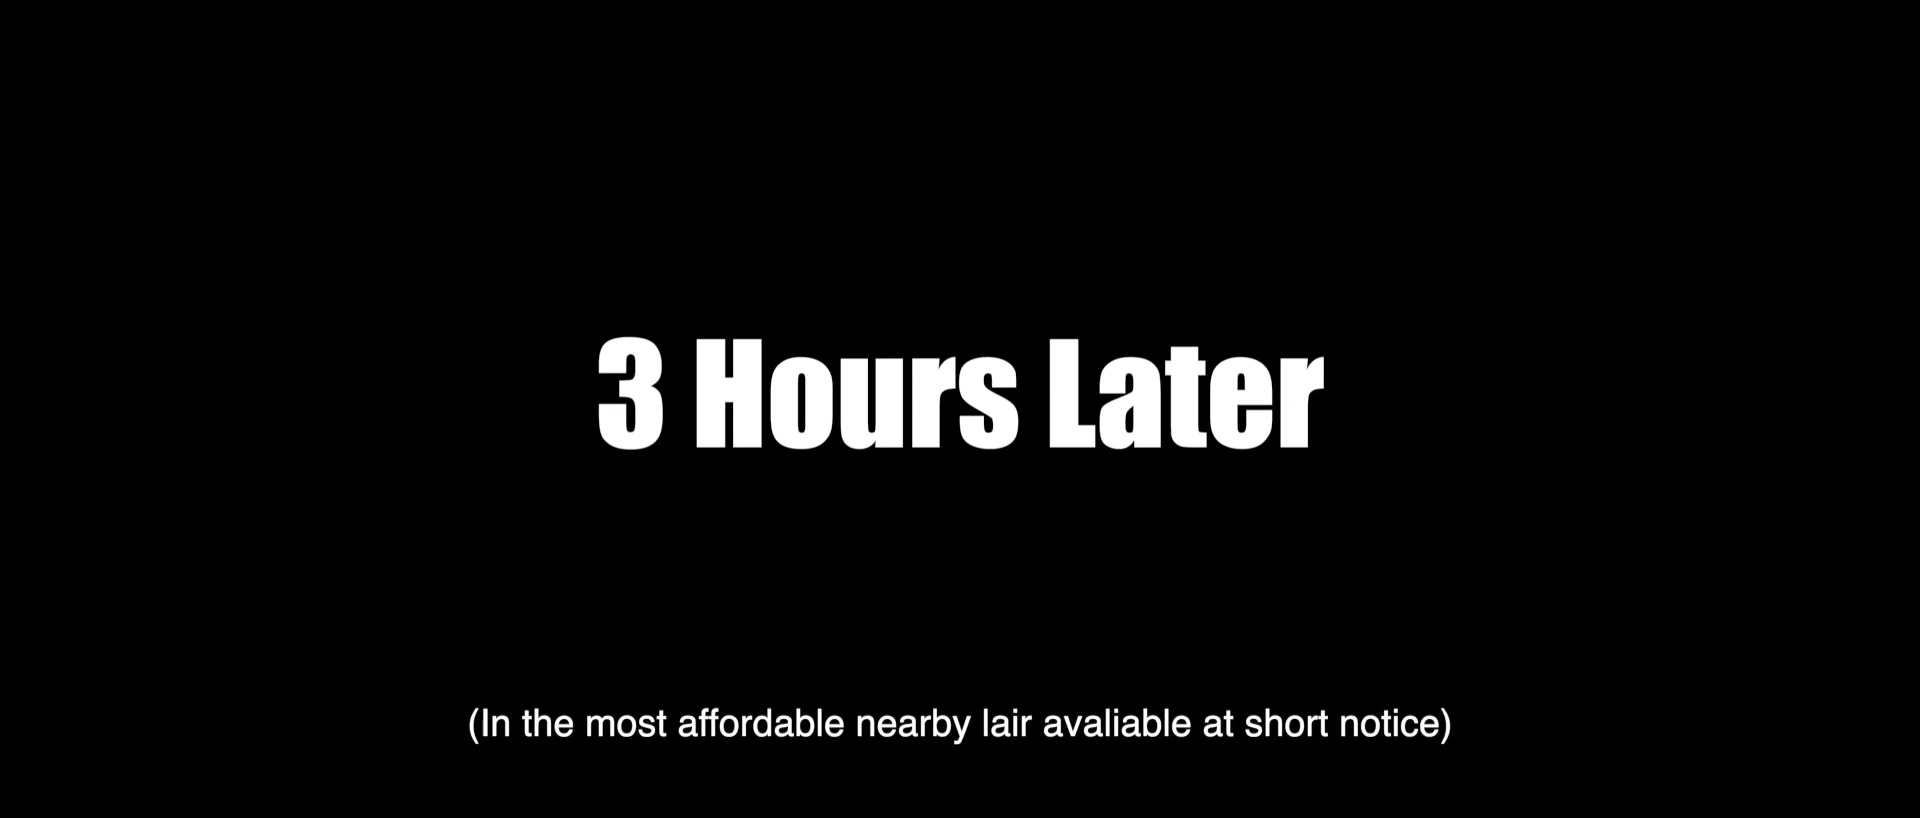 3 Hours Later
(In the most affordable nearby lair avaliable at short notice)